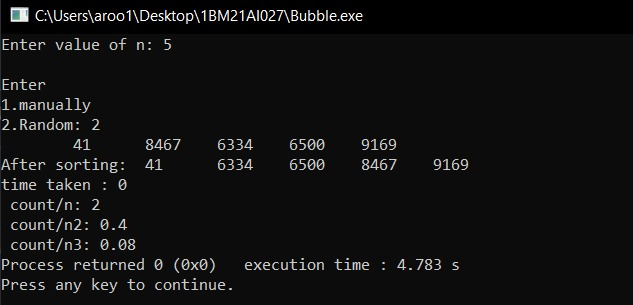 C:\Users\aroo1\Desktop\1BM21AI027\Bubble.exe
Enter value of n: 5
Enter
1.manually
2.Random: 2
41 8467 6334 6500 9169
After sorting: 41 6334 6500 8467 9169
time taken : 0
count/n: 2
count/n2: 0.4
count/n3: 0.08
Process returned 0 (0x0) execution time : 4.783 s
Press any key to continue.